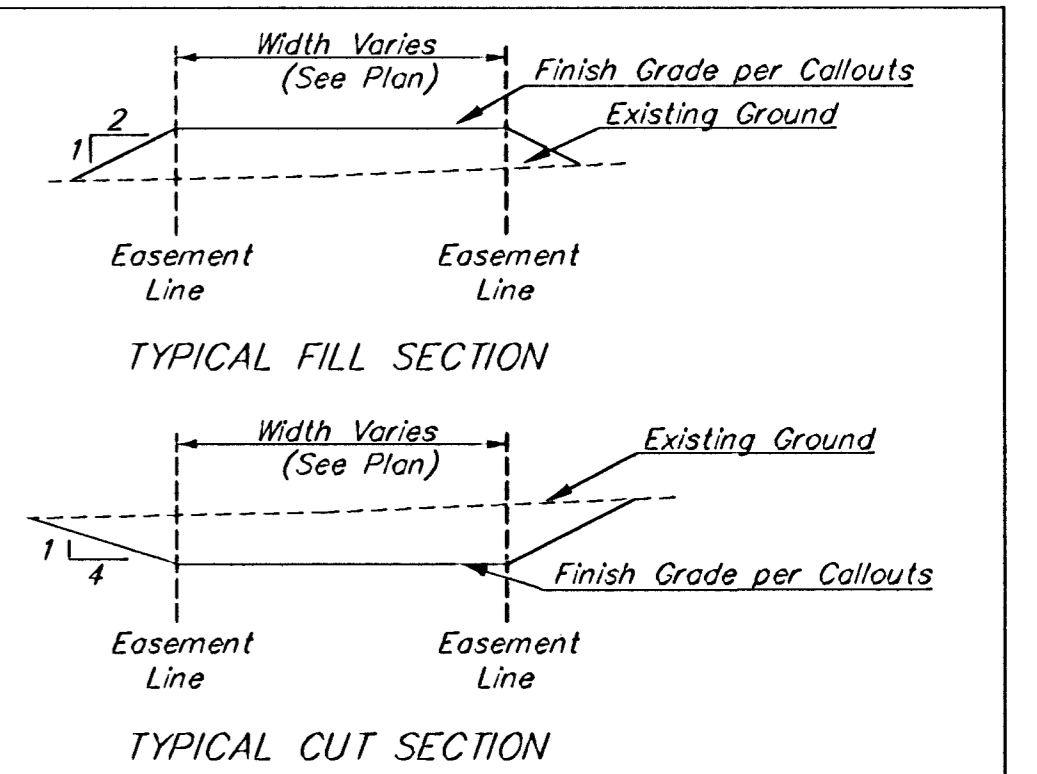 Width Varies
(See Plan)
Finish Grade per Callouts
Existing Ground
2
1
Easement
Line
Easement
Line
TYPICAL FILL SECTION
Width Varies
(See Plan)
Existing Ground
1
4
Finish Grade per Callouts
Easement
Line
Easement
Line
TYPICAL CUT SECTION